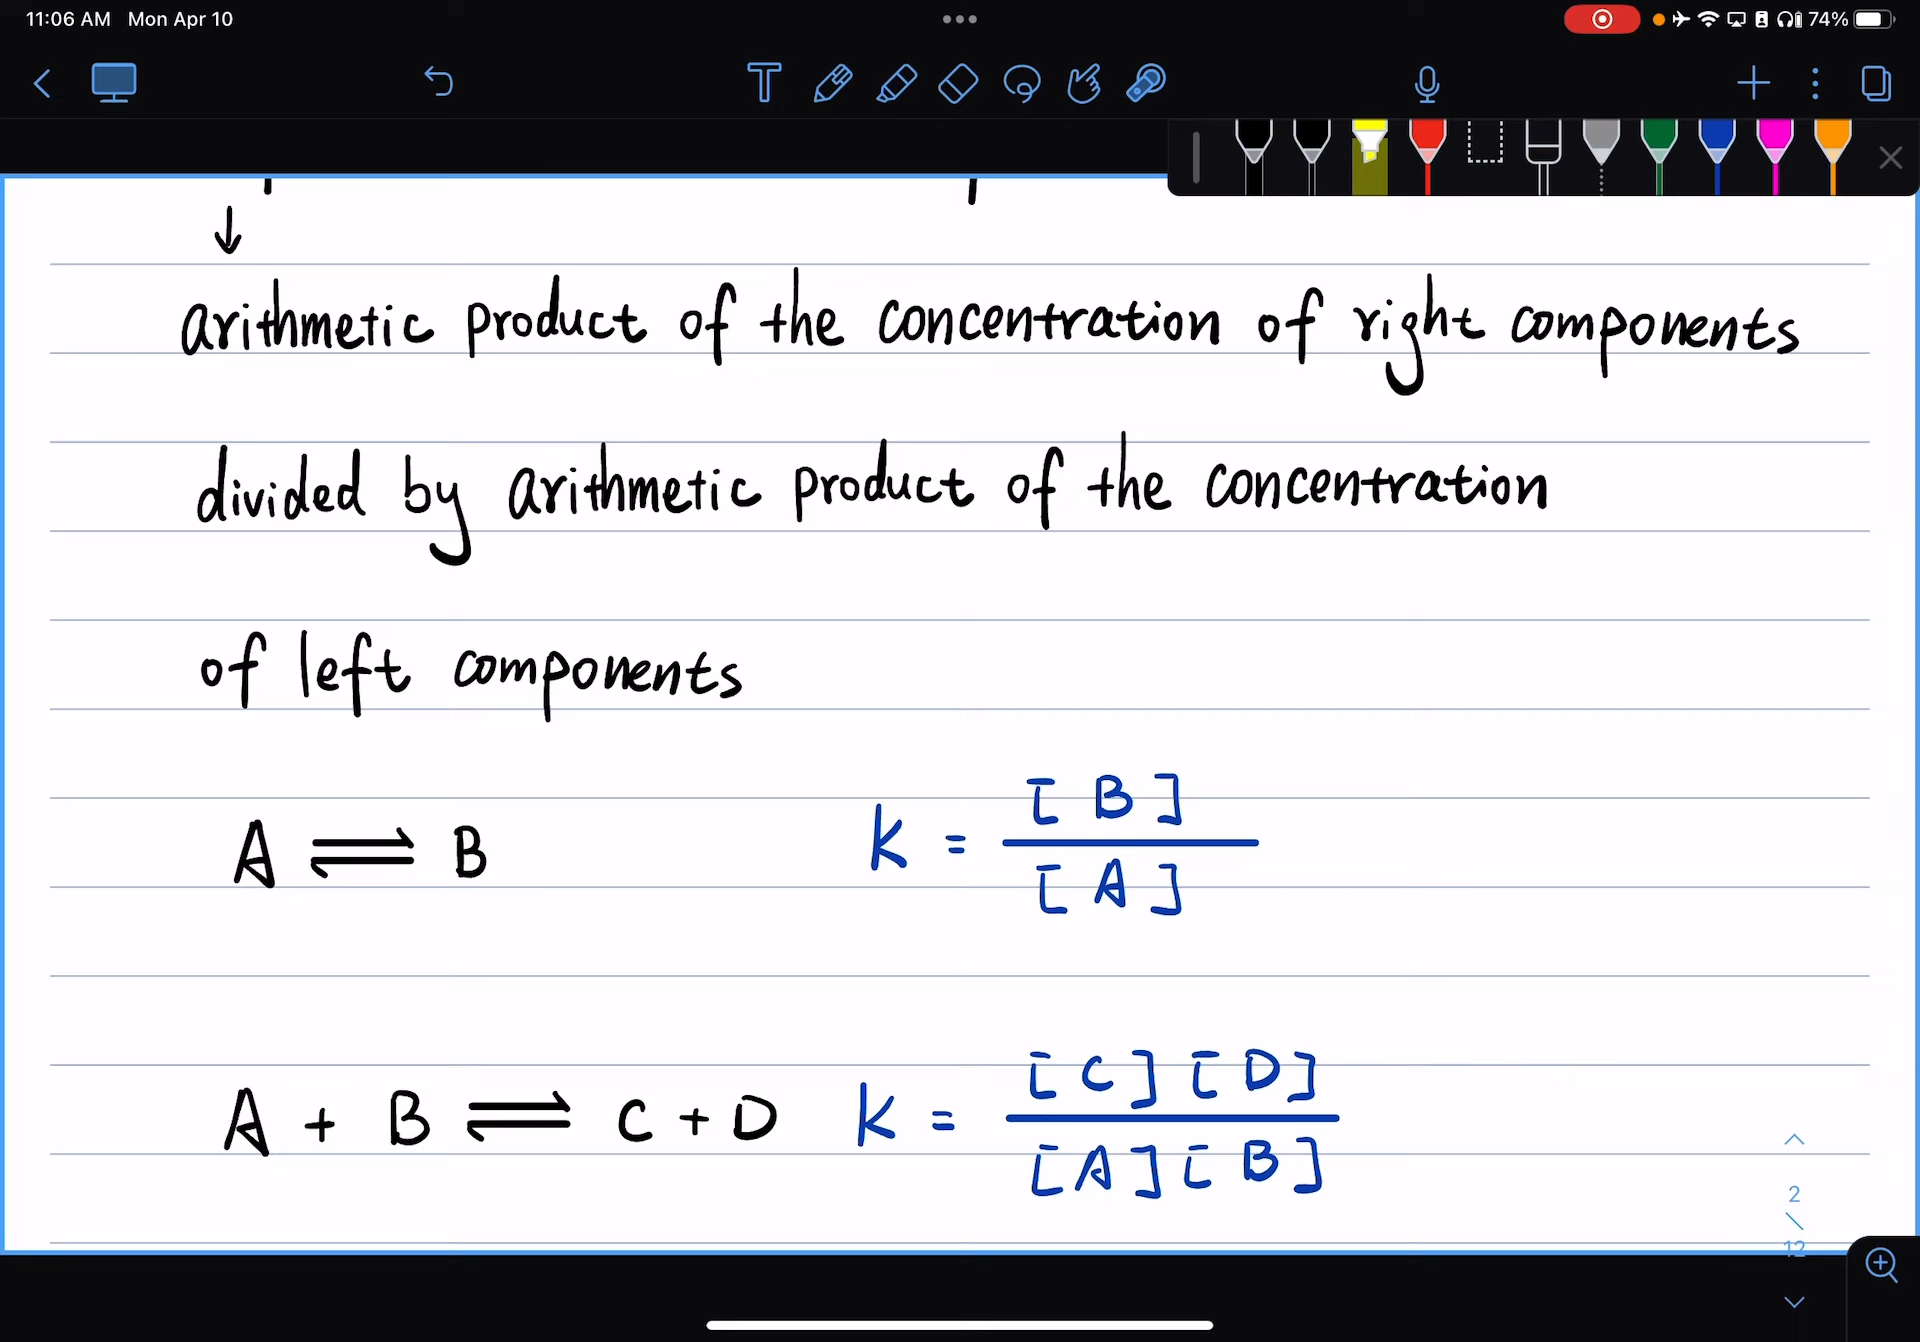 11:06 AM Mon Apr 10
74%
arithmetic product of the concentration of right components
divided by arithmetic product of the concentration
of left components
A ⇌ B K = [B] / [A]
A + B ⇌ C + D K = [C][D] / [A][B]
2
\
12